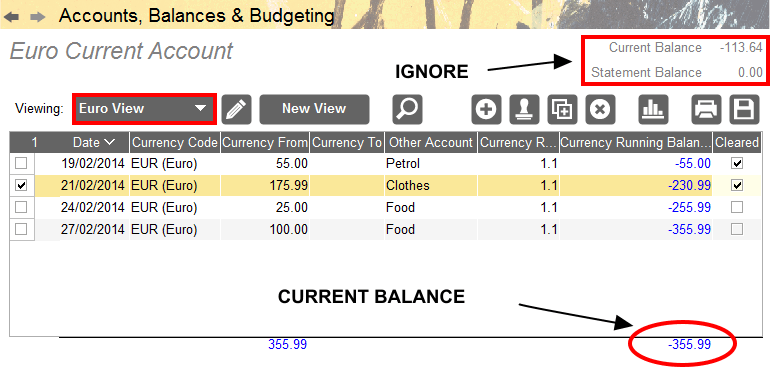 Accounts, Balances & Budgeting
Euro Current Account
Current Balance -113.64
IGNORE
Statement Balance 0.00
Viewing: Euro View New View
1 Date Currency Code Currency From Currency To Other Account Currency R... Currency Running Balan... Cleared
19/02/2014 EUR (Euro) 55.00 Petrol 1.1 -55.00
21/02/2014 EUR (Euro) 175.99 Clothes 1.1 -230.99
24/02/2014 EUR (Euro) 25.00 Food 1.1 -255.99
27/02/2014 EUR (Euro) 100.00 Food 1.1 -355.99
CURRENT BALANCE
355.99 -355.99